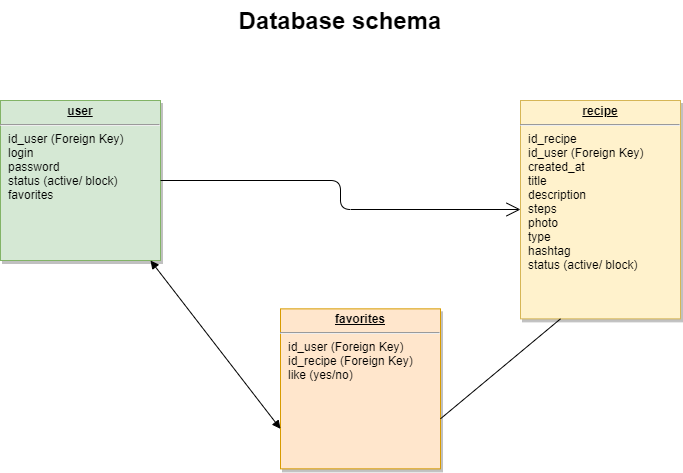 Database schema
user
id_user (Foreign Key)
login
password
status (active/ block)
favorites
recipe
id_recipe
id_user (Foreign Key)
created_at
title
description
steps
photo
type
hashtag
status (active/ block)
favorites
id_user (Foreign Key)
id_recipe (Foreign Key)
like (yes/no)